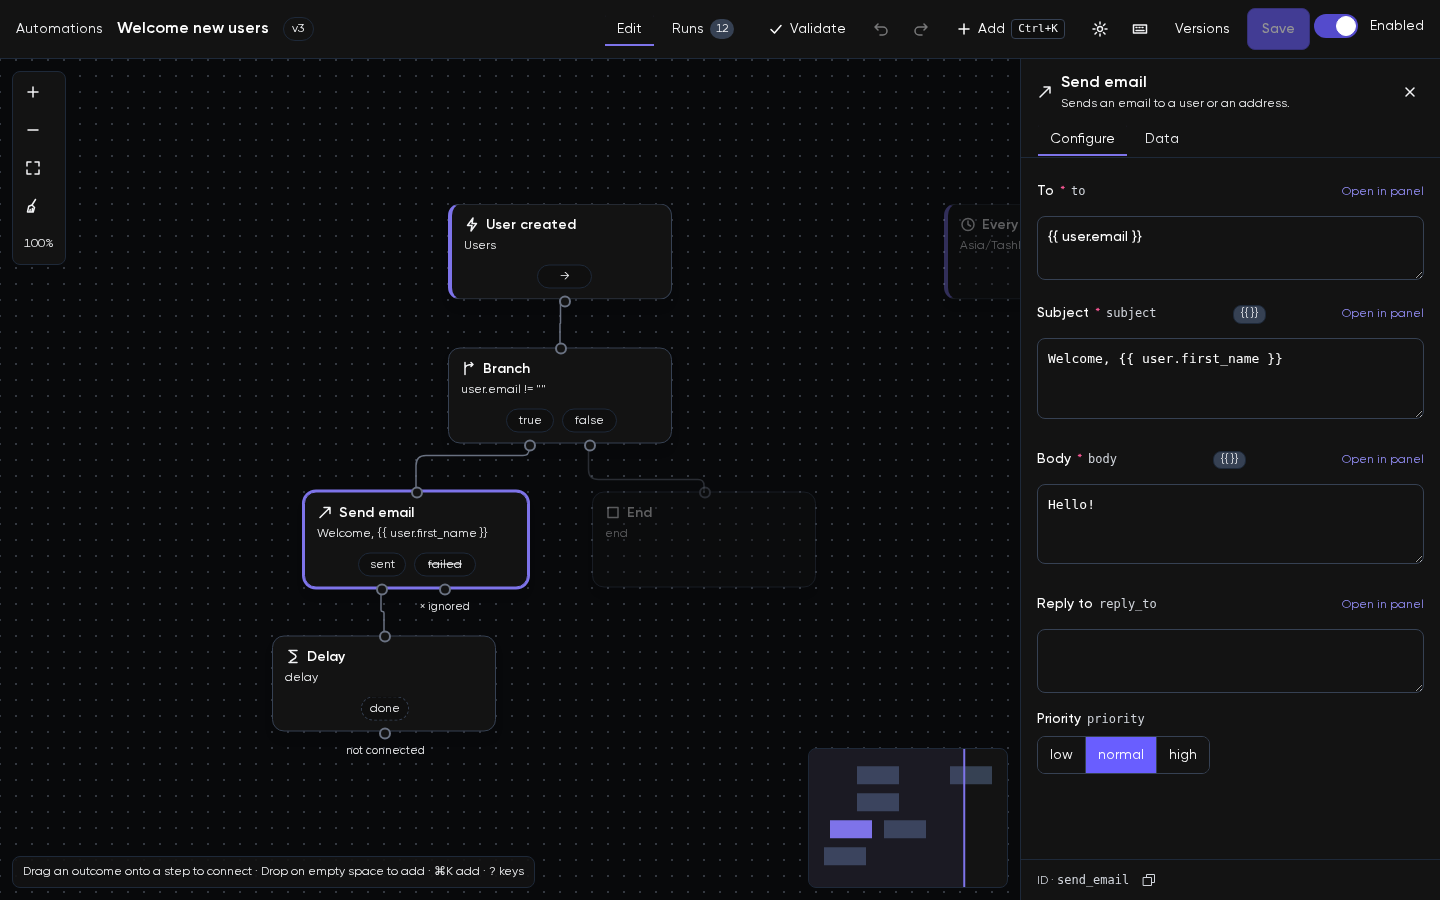 Automations Welcome new users v3 Edit Runs 12 Validate Add Ctrl+K Versions Save Enabled
100%
User created
Users
→
Every
Branch
user.email != ""
true false
Send email
Welcome, {{ user.first_name }}
sent failed
× ignored
End
end
Delay
delay
done
not connected
Drag an outcome onto a step to connect · Drop on empty space to add · ⌘K add · ? keys
Send email
Sends an email to a user or an address.
Configure Data
To * to Open in panel
{{ user.email }}
Subject * subject {{ }} Open in panel
Welcome, {{ user.first_name }}
Body * body {{ }} Open in panel
Hello!
Reply to reply_to Open in panel
Priority priority
low normal high
ID · send_email